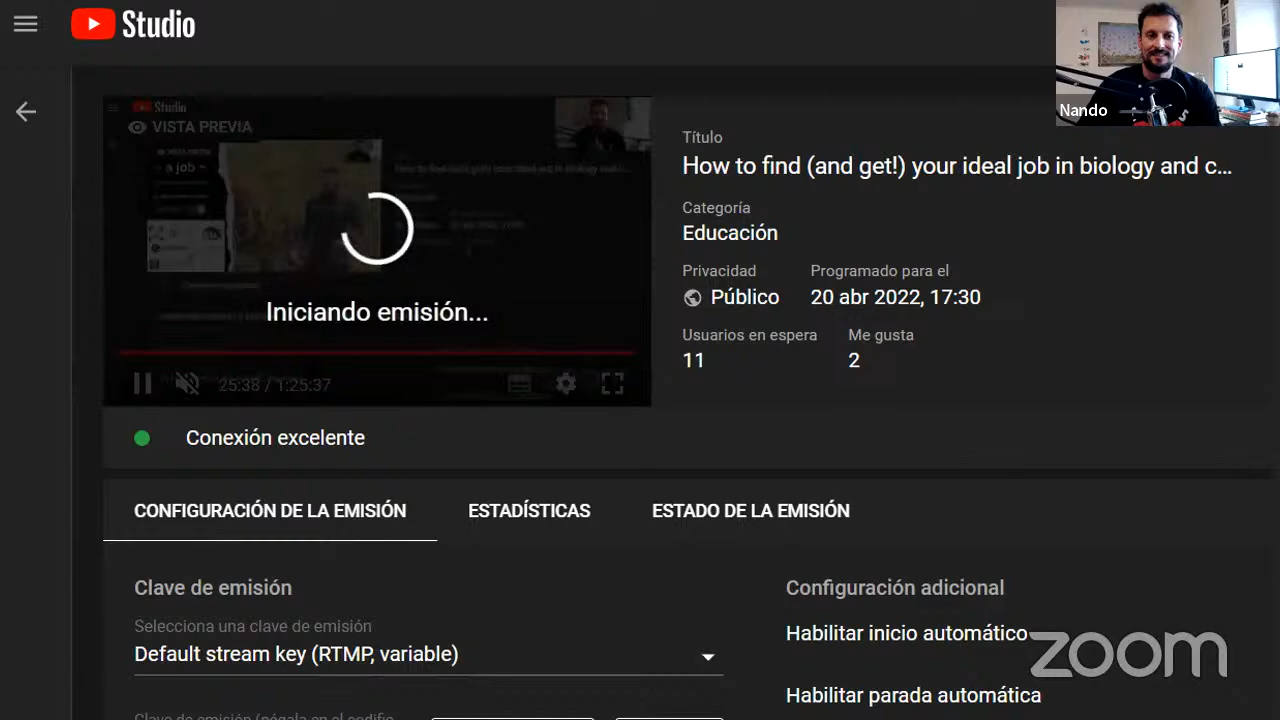 Studio
Nando
Studio
VISTA PREVIA
a job ~
Iniciando emisión...
25:38 / 1:25:37
Título
How to find (and get!) your ideal job in biology and c...
Categoría
Educación
Privacidad
Programado para el
Público
20 abr 2022, 17:30
Usuarios en espera
Me gusta
11
2
Conexión excelente
CONFIGURACIÓN DE LA EMISIÓN
ESTADÍSTICAS
ESTADO DE LA EMISIÓN
Clave de emisión
Configuración adicional
Selecciona una clave de emisión
Default stream key (RTMP, variable)
Habilitar inicio automático
zoom
Habilitar parada automática